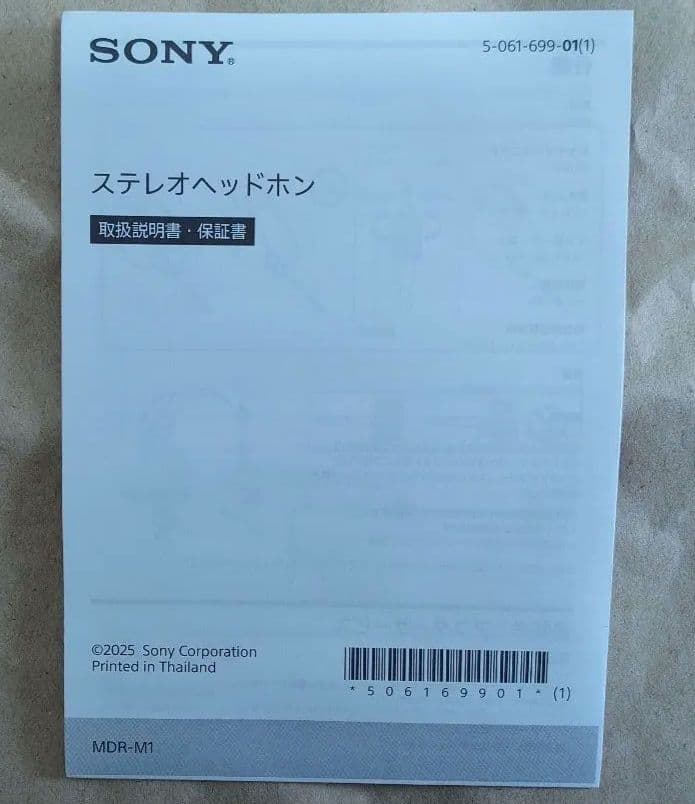 SONY®
5-061-699-01(1)
ステレオヘッドホン
取扱説明書・保証書
©2025 Sony Corporation
Printed in Thailand
*506169901* (1)
MDR-M1